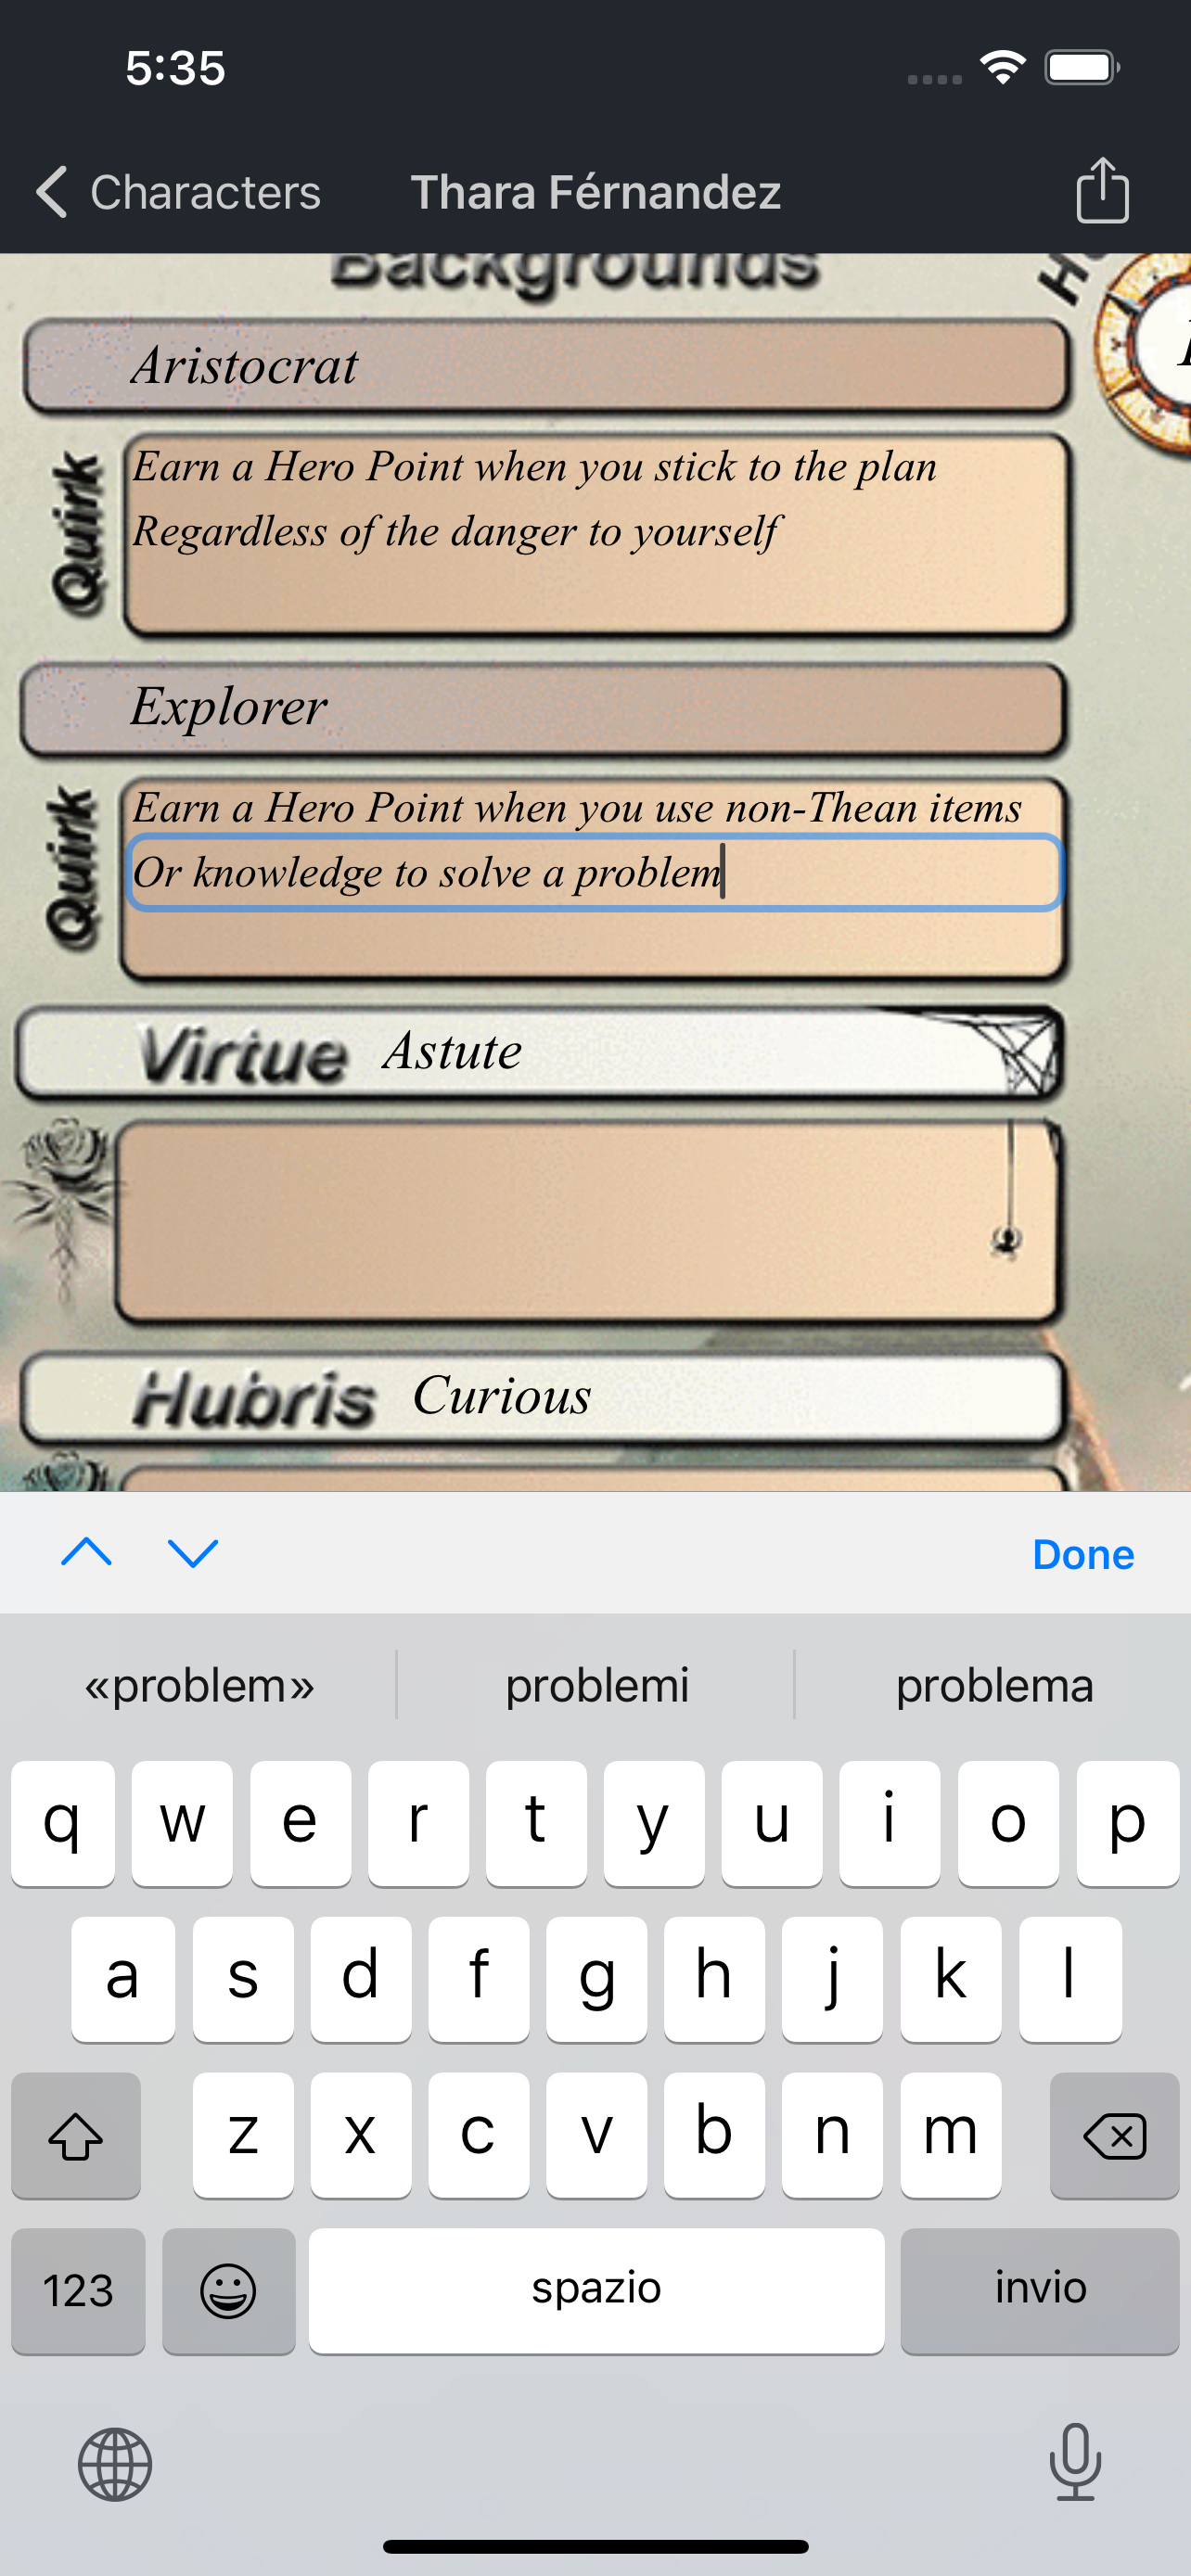 5:35
Characters
Thara Férnandez
Backgrounds
Aristocrat
Quirk
Earn a Hero Point when you stick to the plan
Regardless of the danger to yourself
Explorer
Quirk
Earn a Hero Point when you use non-Thean items
Or knowledge to solve a problem
Virtue Astute
Hubris Curious
Done
«problem» problemi problema
q w e r t y u i o p
a s d f g h j k l
z x c v b n m
123 spazio invio